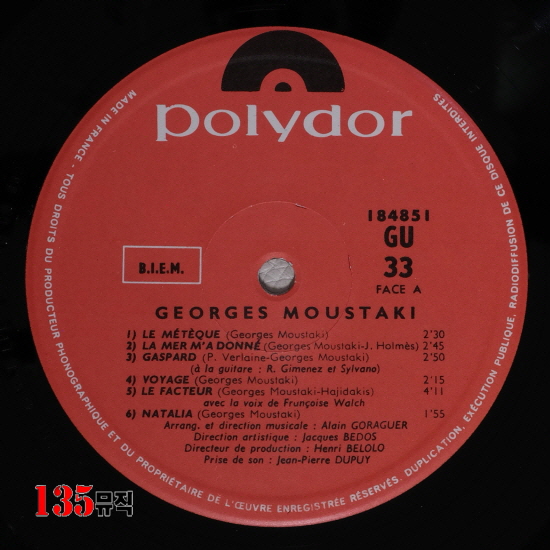 polydor
MADE IN FRANCE · TOUS DROITS DU PRODUCTEUR PHONOGRAPHIQUE ET DU PROPRIÉTAIRE DE L'ŒUVRE ENREGISTRÉE RÉSERVÉS. DUPLICATION, EXÉCUTION PUBLIQUE, RADIODIFFUSION DE CE DISQUE INTERDITES
184851
GU
B.I.E.M.
33
FACE A
GEORGES MOUSTAKI
1) LE MÉTÈQUE (Georges Moustaki) 2'30
2) LA MER M'A DONNÉ (Georges Moustaki-J. Holmès) 2'45
3) GASPARD (P. Verlaine-Georges Moustaki) 2'50
(à la guitare : R. Gimenez et Sylvano)
4) VOYAGE (Georges Moustaki) 2'15
5) LE FACTEUR (Georges Moustaki-Hajidakis) 4'11
avec la voix de Françoise Walch
6) NATALIA (Georges Moustaki) 1'55
Arrang. et direction musicale : Alain GORAGUER
Direction artistique : Jacques BEDOS
Directeur de production : Henri BELOLO
Prise de son : Jean-Pierre DUPUY
135뮤직